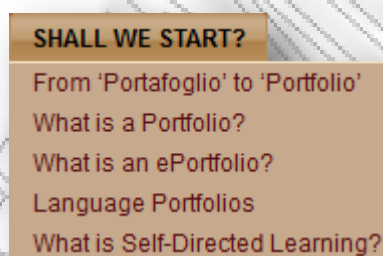 SHALL WE START?
From ‘Portafoglio’ to ‘Portfolio’
What is a Portfolio?
What is an ePortfolio?
Language Portfolios
What is Self-Directed Learning?